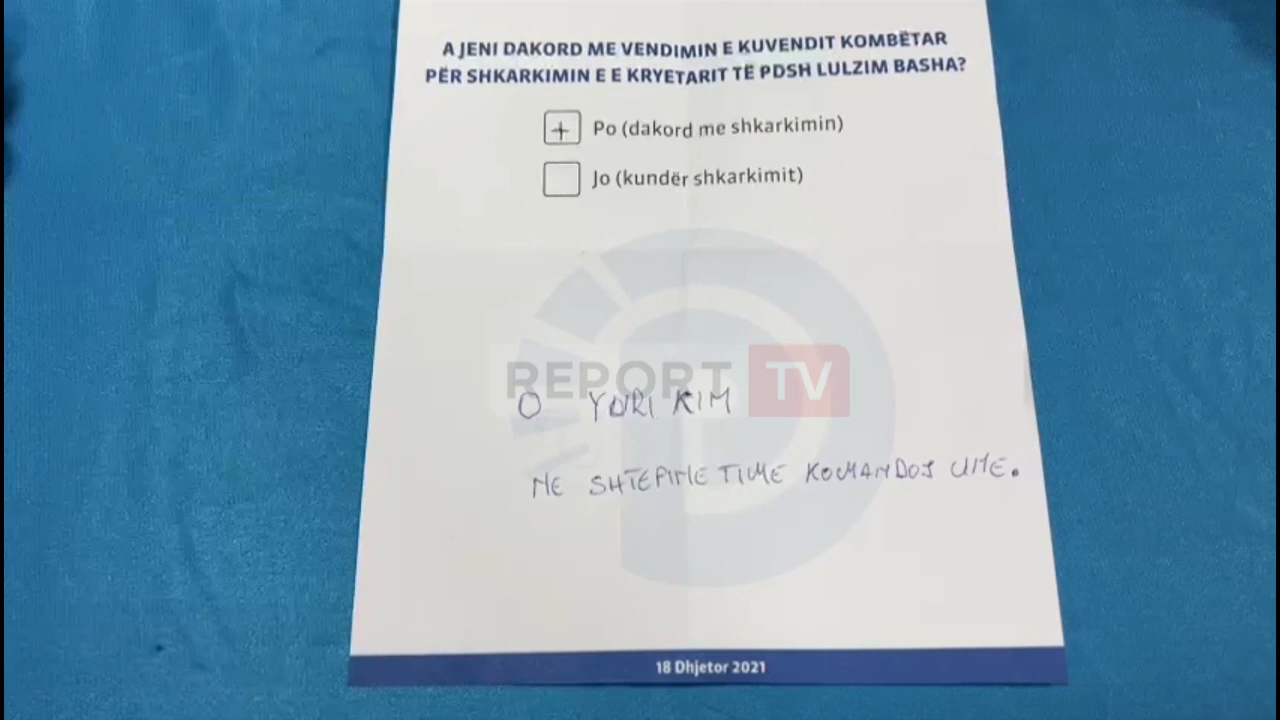 A JENI DAKORD ME VENDIMIN E KUVENDIT KOMBËTAR
PËR SHKARKIMIN E E KRYETARIT TË PDSH LULZIM BASHA?
+ Po (dakord me shkarkimin)
Jo (kundër shkarkimit)
REPORT TV
O YURI KIM
NE SHTEPINE TIME KOMANDOJ UNE.
18 Dhjetor 2021